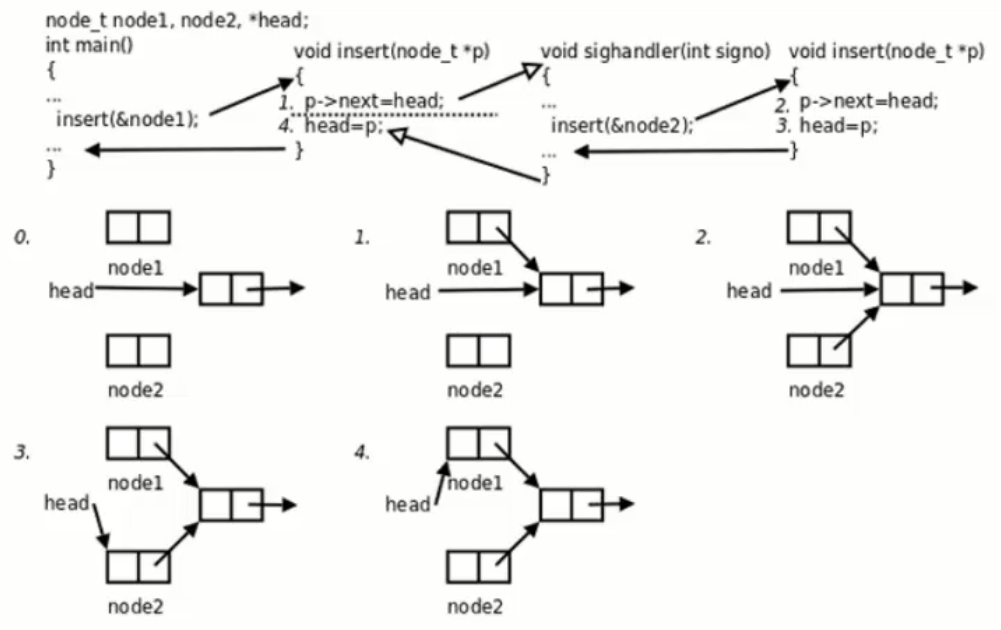 node_t node1, node2, *head;
int main()
{
...
insert(&node1);
...
}
void insert(node_t *p)
{
1. p->next=head;
4. head=p;
}
void sighandler(int signo)
{
...
insert(&node2);
...
}
void insert(node_t *p)
{
2. p->next=head;
3. head=p;
}
0.
node1
head
node2
1.
node1
head
node2
2.
node1
head
node2
3.
node1
head
node2
4.
node1
head
node2